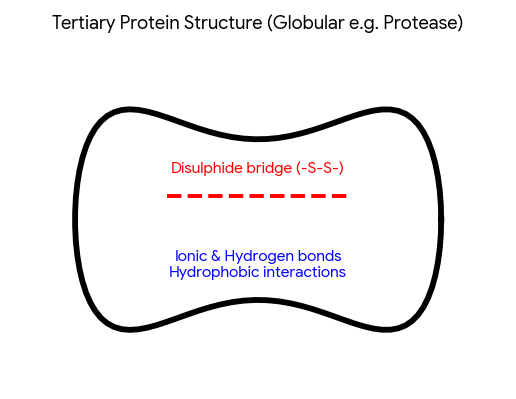 Tertiary Protein Structure (Globular e.g. Protease)
Disulphide bridge (-S-S-)
Ionic & Hydrogen bonds
Hydrophobic interactions